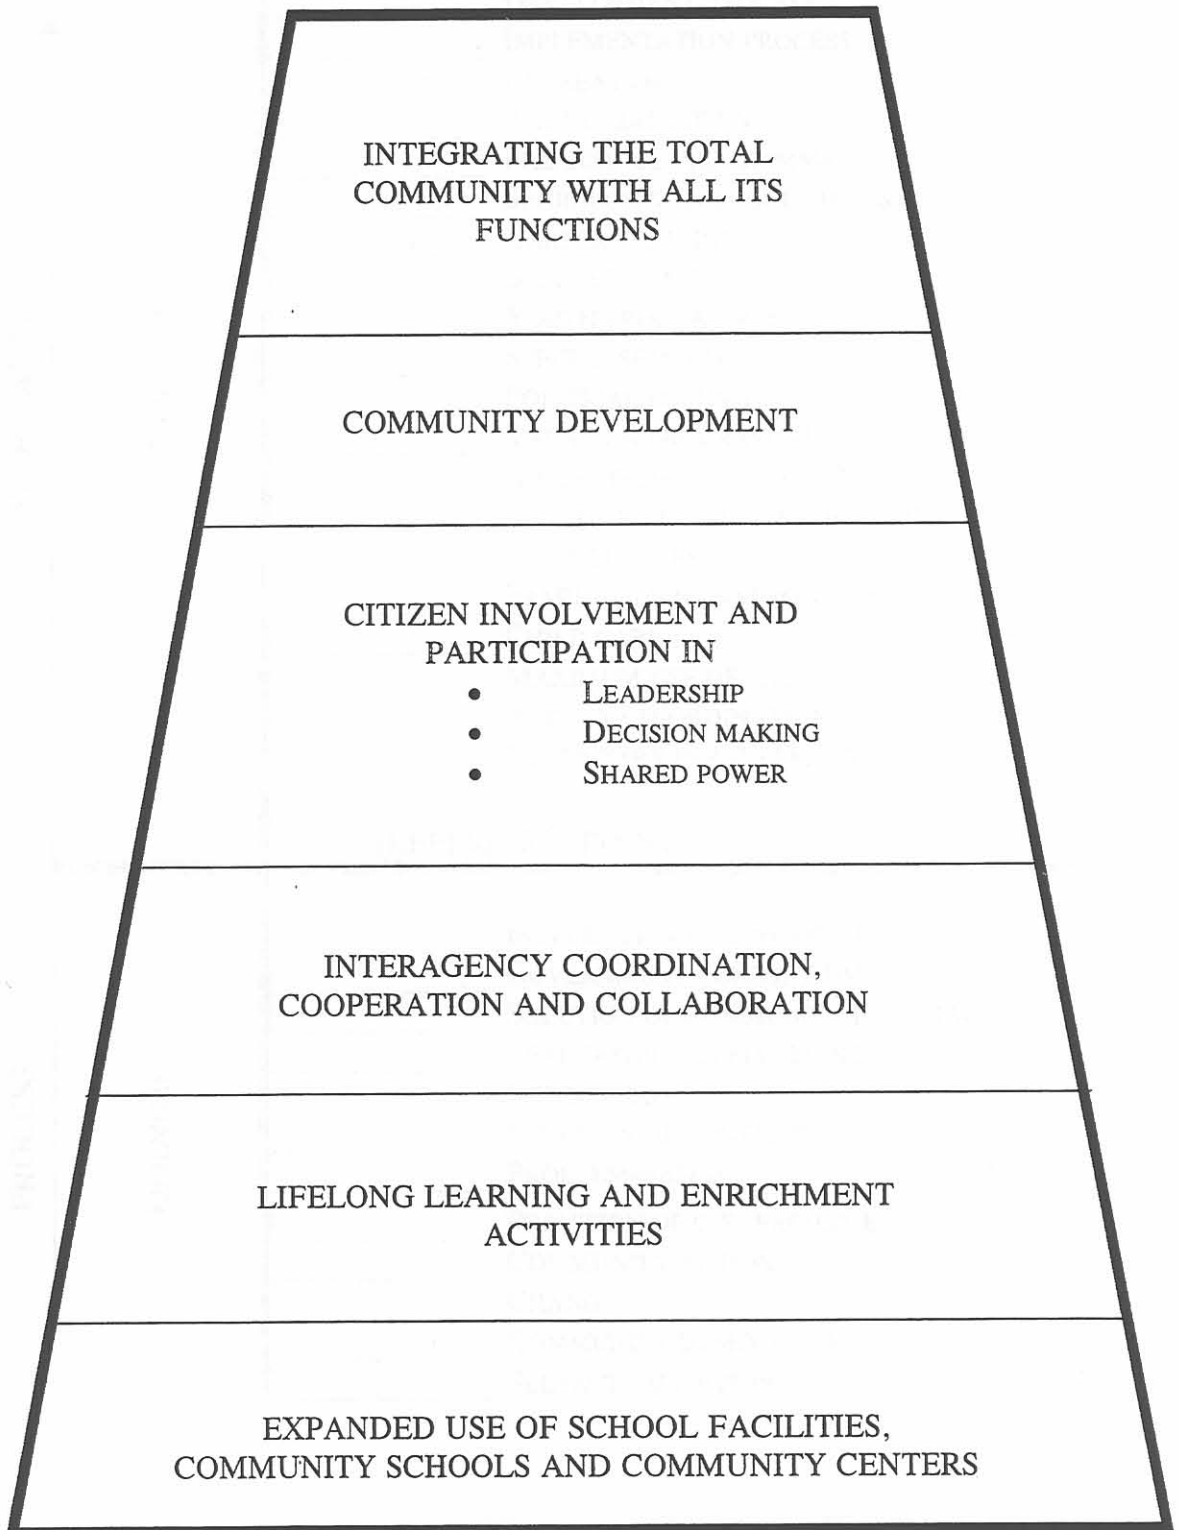 IMPLEMENTATION PROCESS
INTEGRATING THE TOTAL
COMMUNITY WITH ALL ITS
FUNCTIONS
COMMUNITY DEVELOPMENT
CITIZEN INVOLVEMENT AND
PARTICIPATION IN
• LEADERSHIP
• DECISION MAKING
• SHARED POWER
INTERAGENCY COORDINATION,
COOPERATION AND COLLABORATION
LIFELONG LEARNING AND ENRICHMENT
ACTIVITIES
EXPANDED USE OF SCHOOL FACILITIES,
COMMUNITY SCHOOLS AND COMMUNITY CENTERS